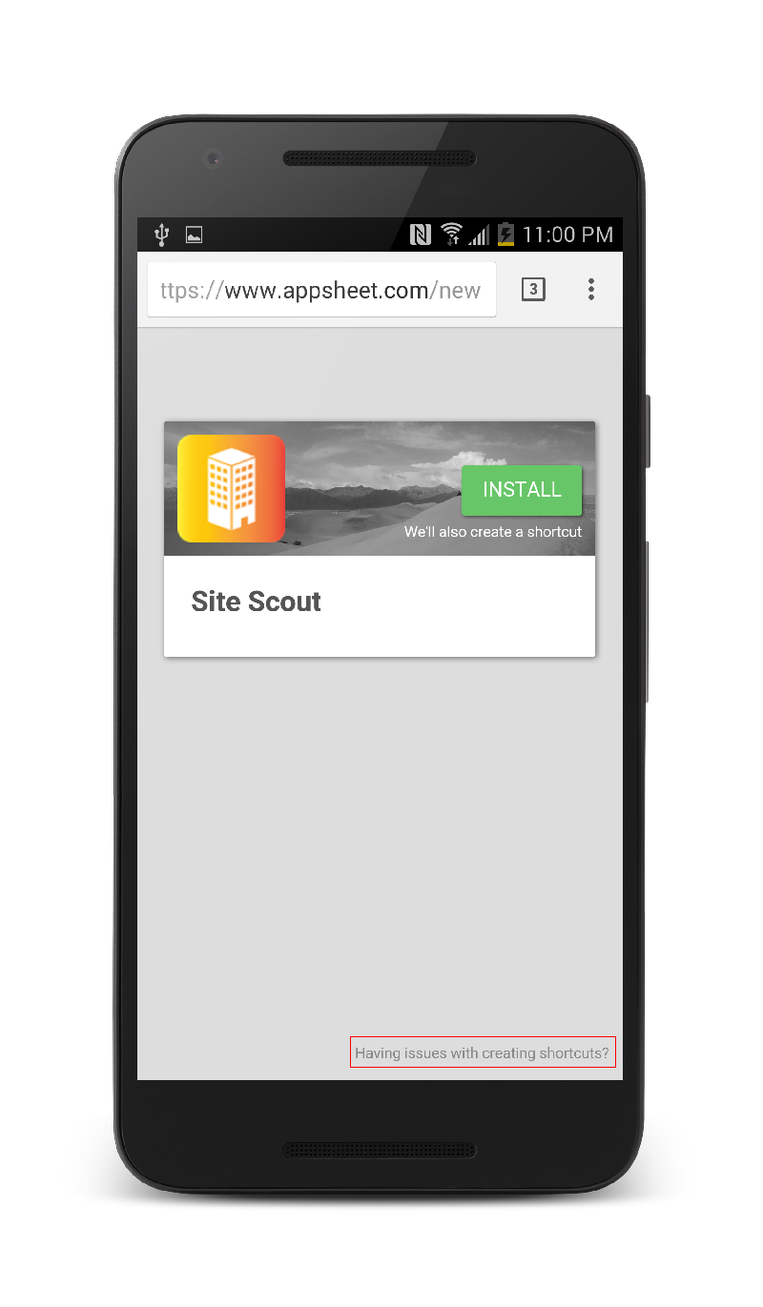 11:00 PM
ttps://www.appsheet.com/new
3
INSTALL
We'll also create a shortcut
Site Scout
Having issues with creating shortcuts?